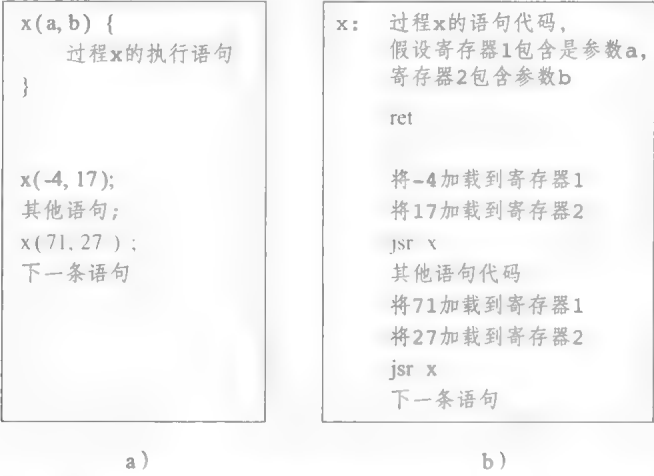 x(a, b) {
过程x的执行语句
}
x(-4, 17);
其他语句;
x(71, 27 ) ;
下一条语句
a)
x: 过程x的语句代码,
假设寄存器1包含是参数a,
寄存器2包含参数b
ret
将-4加载到寄存器1
将17加载到寄存器2
jsr x
其他语句代码
将71加载到寄存器1
将27加载到寄存器2
jsr x
下一条语句
b)